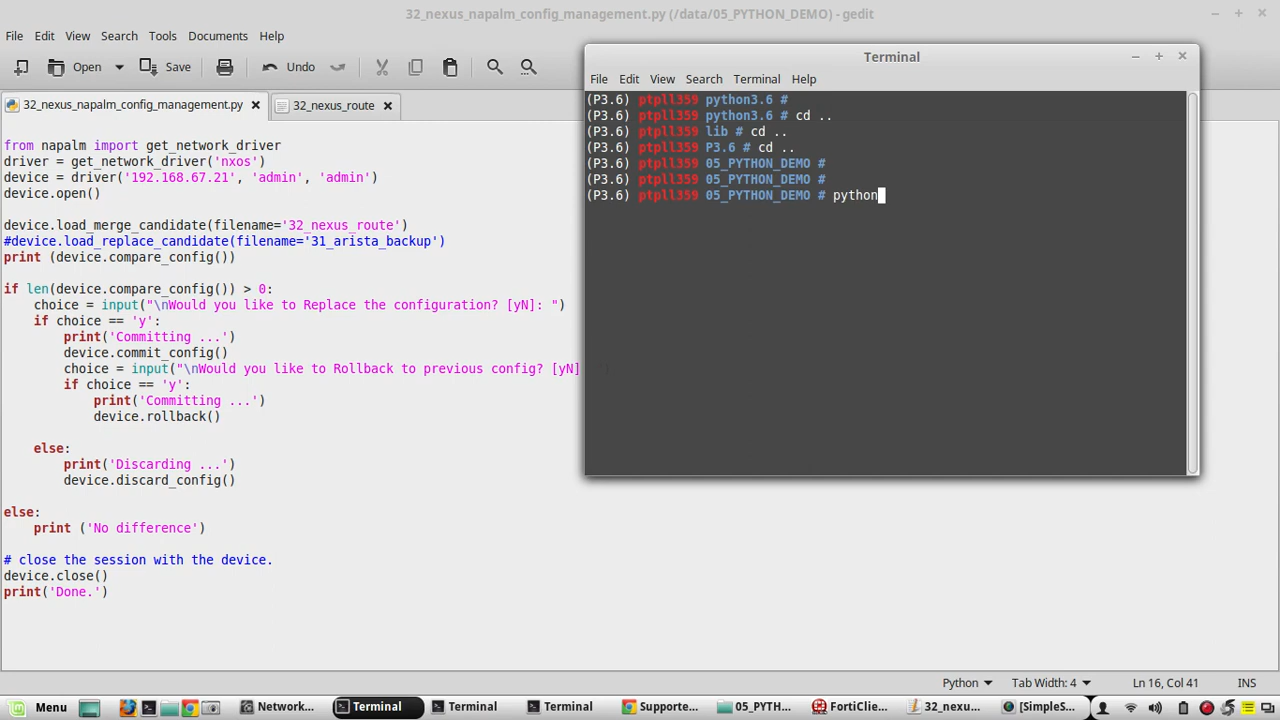 32_nexus_napalm_config_management.py (/data/05_PYTHON_DEMO) - gedit
File Edit View Search Tools Documents Help
Open Save Undo
32_nexus_napalm_config_management.py 32_nexus_route
from napalm import get_network_driver
driver = get_network_driver('nxos')
device = driver('192.168.67.21', 'admin', 'admin')
device.open()
device.load_merge_candidate(filename='32_nexus_route')
#device.load_replace_candidate(filename='31_arista_backup')
print (device.compare_config())
if len(device.compare_config()) > 0:
    choice = input("\nWould you like to Replace the configuration? [yN]: ")
    if choice == 'y':
        print('Committing ...')
        device.commit_config()
        choice = input("\nWould you like to Rollback to previous config? [yN]
        if choice == 'y':
            print('Committing ...')
            device.rollback()
    else:
        print('Discarding ...')
        device.discard_config()
else:
    print ('No difference')
# close the session with the device.
device.close()
print('Done.')
Terminal
File Edit View Search Terminal Help
(P3.6) ptpll359 python3.6 #
(P3.6) ptpll359 python3.6 # cd ..
(P3.6) ptpll359 lib # cd ..
(P3.6) ptpll359 P3.6 # cd ..
(P3.6) ptpll359 05_PYTHON_DEMO #
(P3.6) ptpll359 05_PYTHON_DEMO #
(P3.6) ptpll359 05_PYTHON_DEMO # python
Python Tab Width: 4 Ln 16, Col 41 INS
Menu Network... Terminal Terminal Terminal Supporte... 05_PYTH... FortiClie... 32_nexu... [SimpleS...